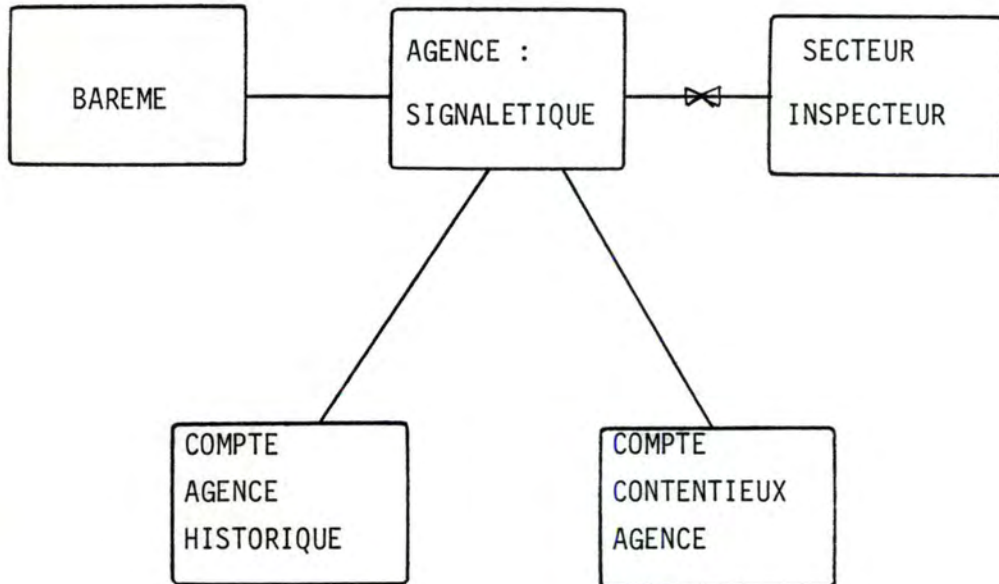 BAREME
AGENCE :
SIGNALETIQUE
SECTEUR
INSPECTEUR
COMPTE
AGENCE
HISTORIQUE
COMPTE
CONTENTIEUX
AGENCE